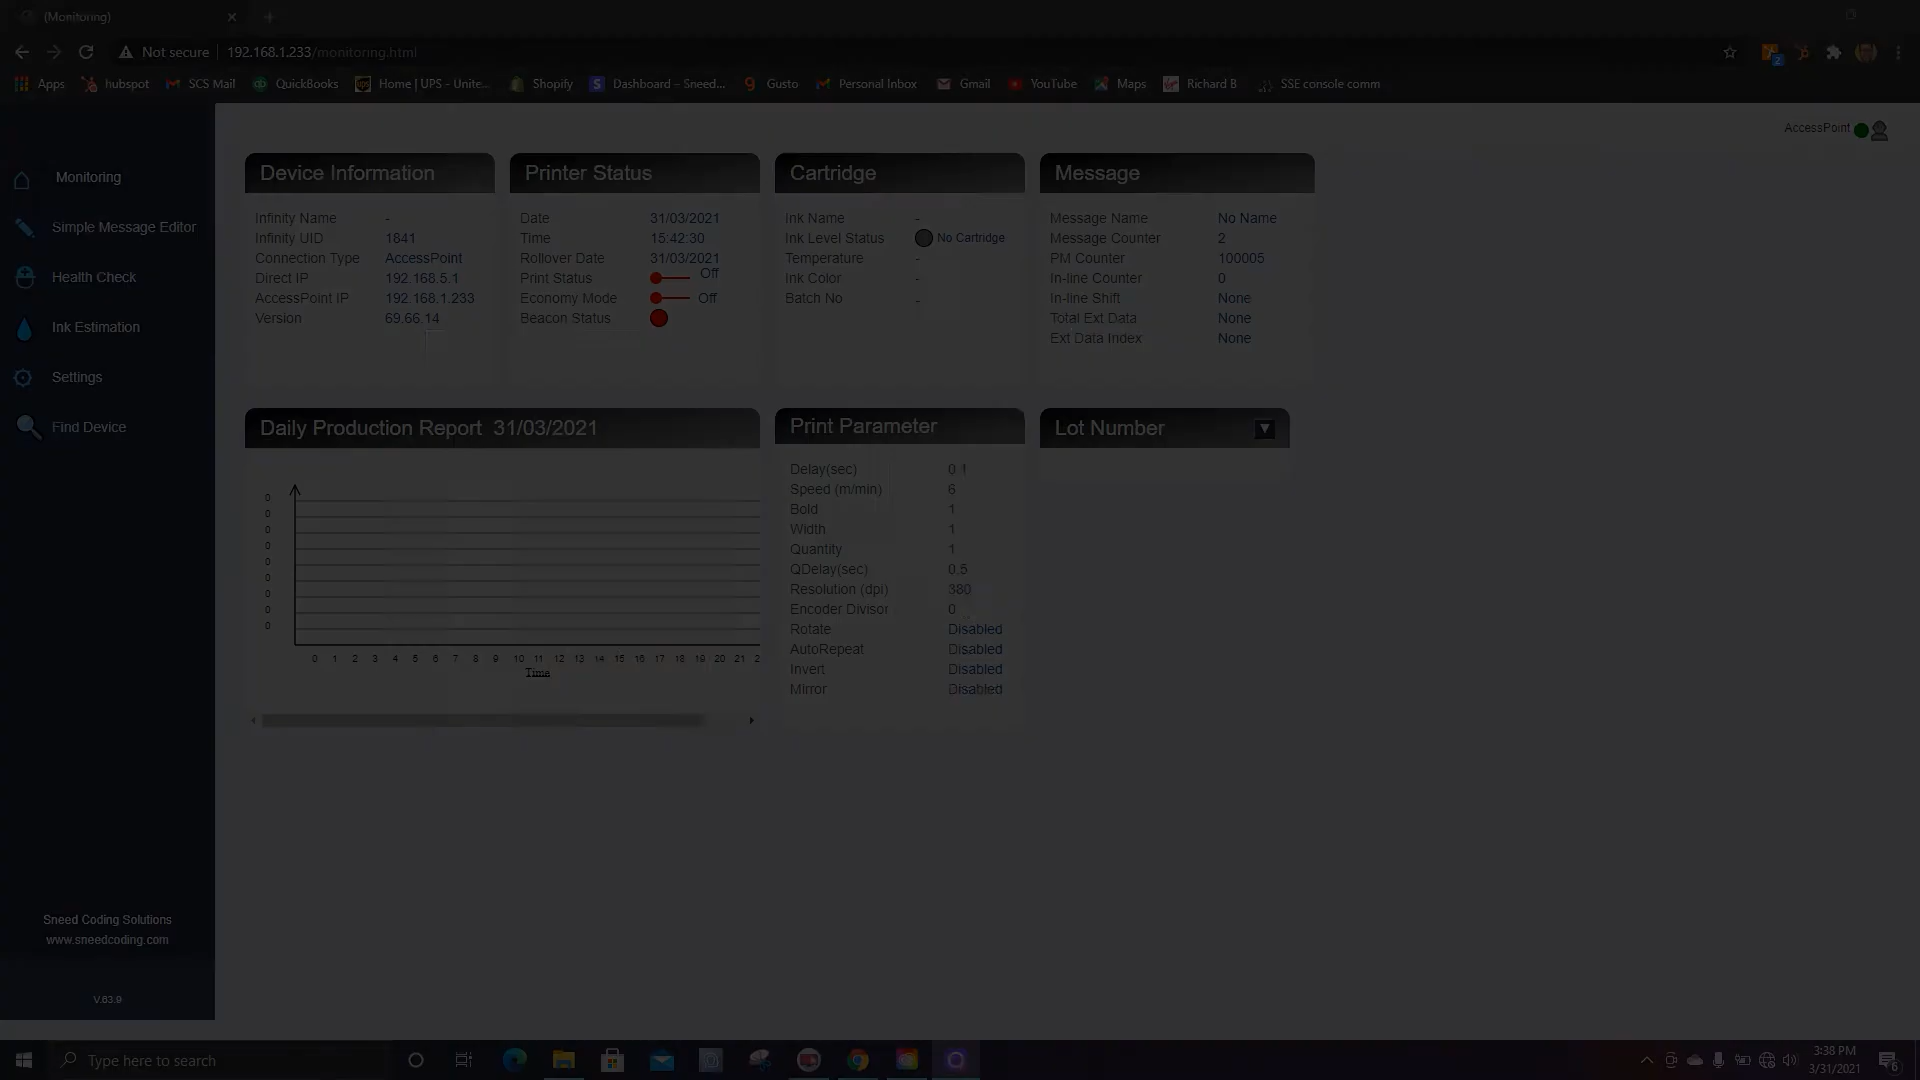 (Monitoring)
Not secure 192.168.1.233/monitoring.html
Apps hubspot SCS Mail QuickBooks Home | UPS - Unite... Shopify Dashboard – Sneed... Gusto Personal Inbox Gmail YouTube Maps Richard B SSE console comm
AccessPoint
Monitoring
Simple Message Editor
Health Check
Ink Estimation
Settings
Find Device
Sneed Coding Solutions
www.sneedcoding.com
V.63.9
Device Information
Infinity Name -
Infinity UID 1841
Connection Type AccessPoint
Direct IP 192.168.5.1
AccessPoint IP 192.168.1.233
Version 69.66.14
Printer Status
Date 31/03/2021
Time 15:42:30
Rollover Date 31/03/2021
Print Status Off
Economy Mode Off
Beacon Status
Cartridge
Ink Name -
Ink Level Status No Cartridge
Temperature -
Ink Color -
Batch No -
Message
Message Name No Name
Message Counter 2
PM Counter 100005
In-line Counter 0
In-line Shift None
Total Ext Data None
Ext Data Index None
Daily Production Report 31/03/2021
0
0
0
0
0
0
0
0
0
0 1 2 3 4 5 6 7 8 9 10 11 12 13 14 15 16 17 18 19 20 21 2
Time
Print Parameter
Delay(sec) 0.1
Speed (m/min) 6
Bold 1
Width 1
Quantity 1
QDelay(sec) 0.5
Resolution (dpi) 380
Encoder Divisor 0
Rotate Disabled
AutoRepeat Disabled
Invert Disabled
Mirror Disabled
Lot Number
Type here to search
3:38 PM
3/31/2021